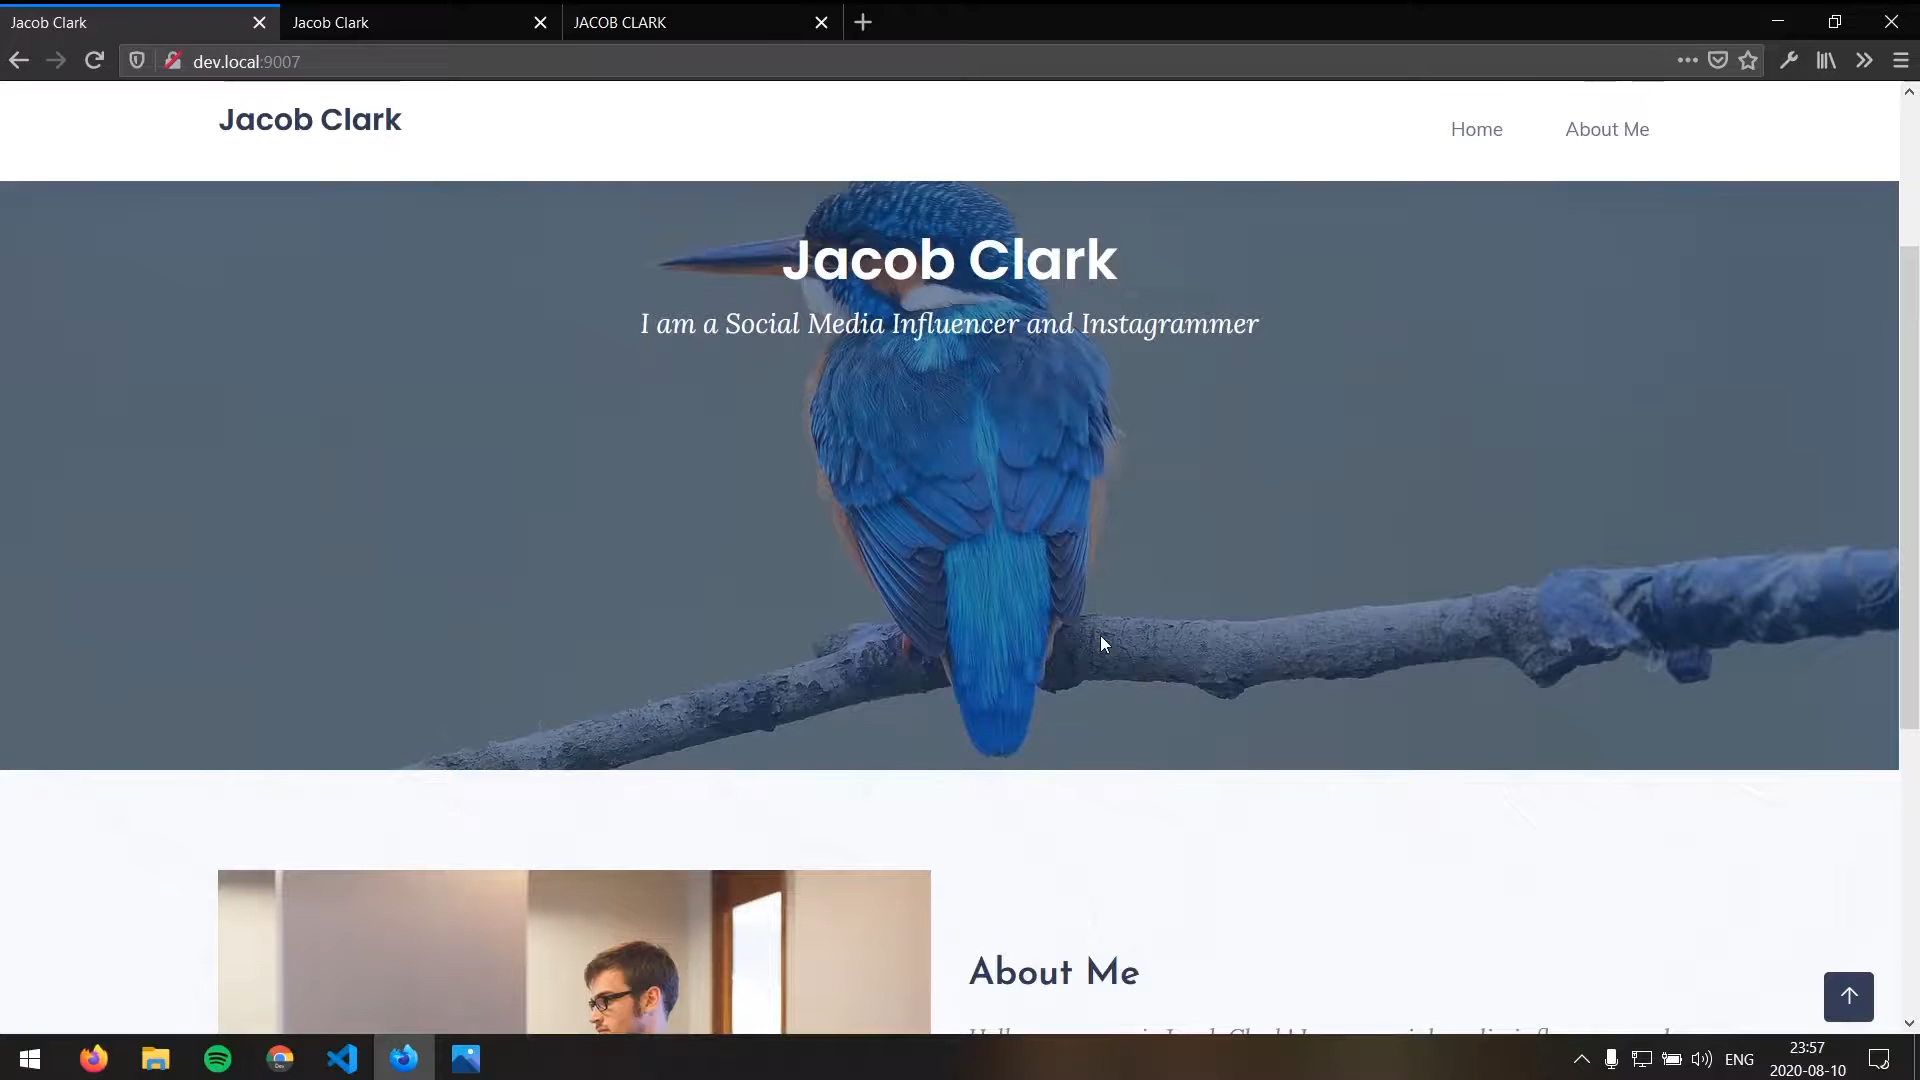 Jacob Clark
Jacob Clark
JACOB CLARK
dev.local:9007
Jacob Clark
Home
About Me
Jacob Clark
I am a Social Media Influencer and Instagrammer
About Me
ENG
23:57
2020-08-10